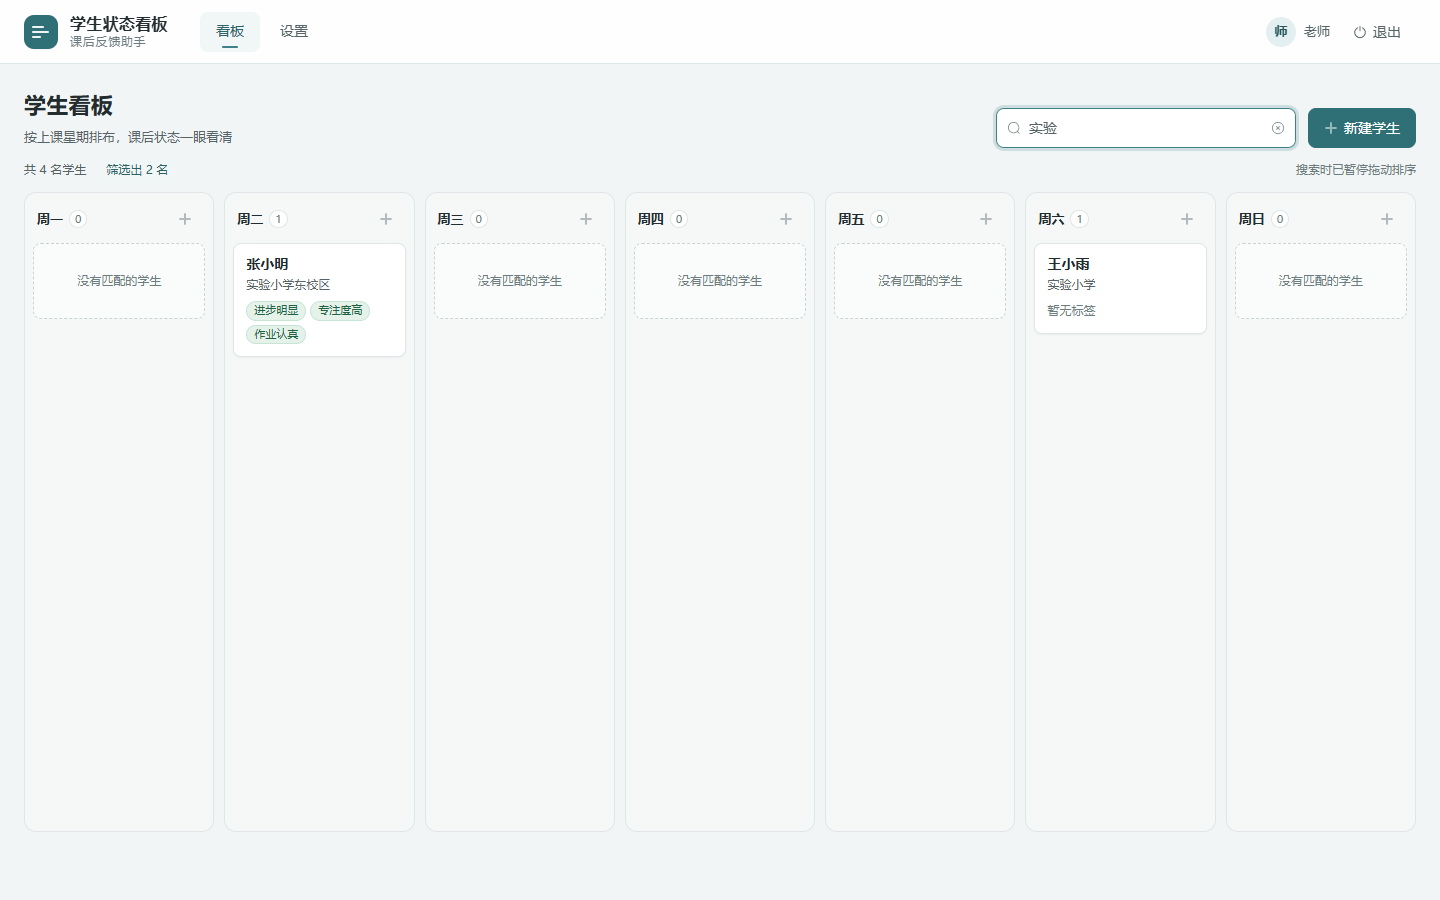 学生状态看板
课后反馈助手
看板
设置
师
老师
退出
学生看板
按上课星期排布，课后状态一眼看清
实验
新建学生
共 4 名学生
筛选出 2 名
搜索时已暂停拖动排序
周一 0
没有匹配的学生
周二 1
张小明
实验小学东校区
进步明显
专注度高
作业认真
周三 0
没有匹配的学生
周四 0
没有匹配的学生
周五 0
没有匹配的学生
周六 1
王小雨
实验小学
暂无标签
周日 0
没有匹配的学生